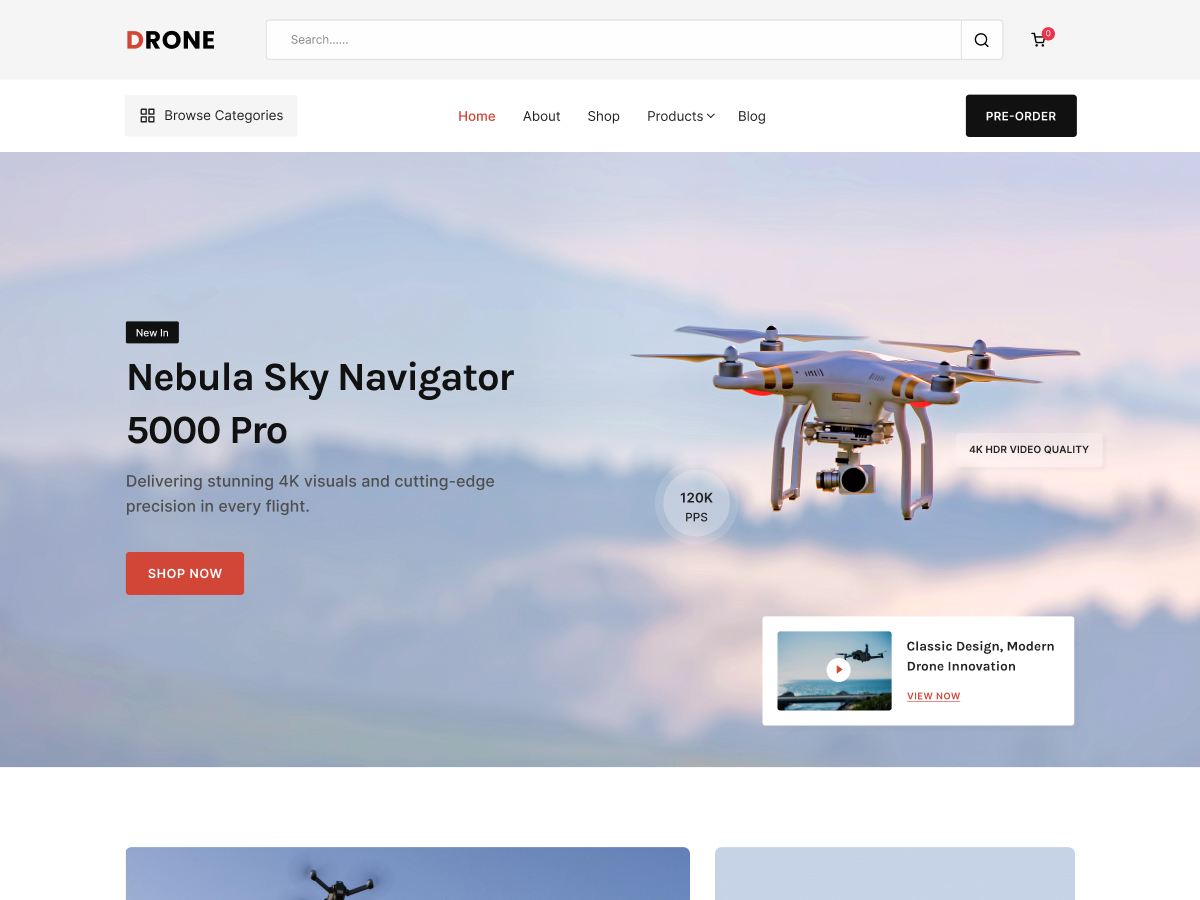 DRONE
Search......
0
Browse Categories
Home
About
Shop
Products
Blog
PRE-ORDER
New In
Nebula Sky Navigator
5000 Pro
Delivering stunning 4K visuals and cutting-edge
precision in every flight.
SHOP NOW
4K HDR VIDEO QUALITY
120K
PPS
Classic Design, Modern
Drone Innovation
VIEW NOW